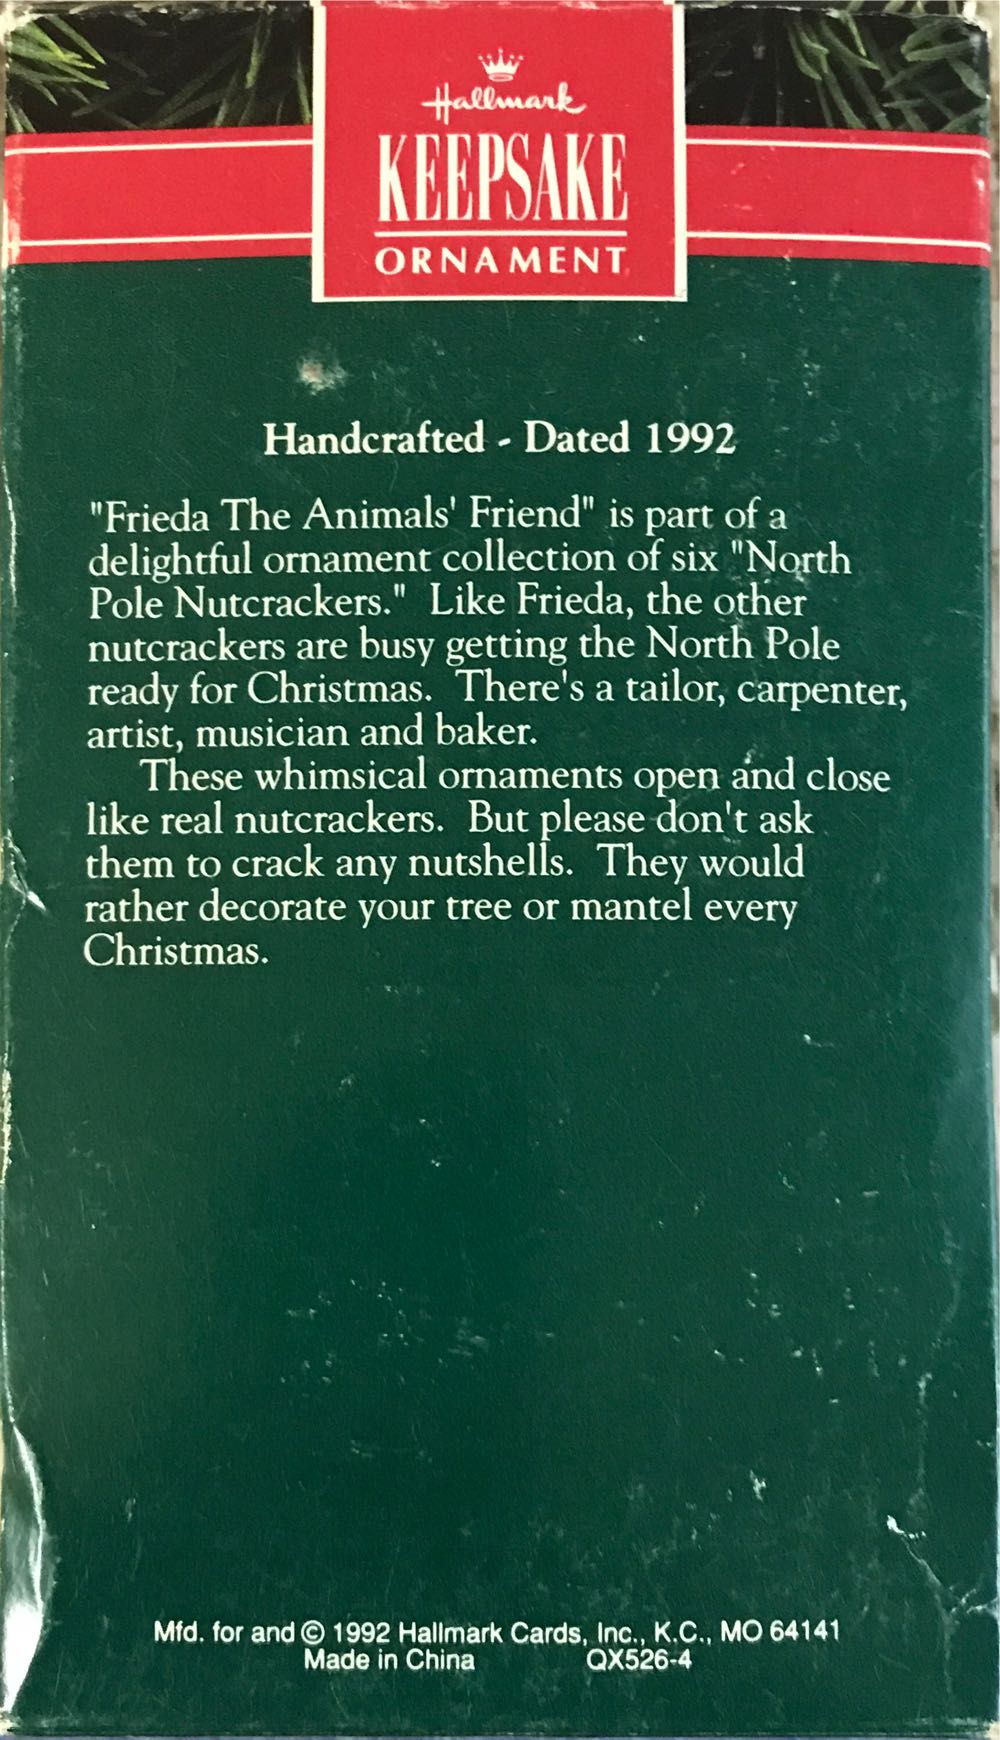 Hallmark
KEEPSAKE
ORNAMENT
Handcrafted - Dated 1992
"Frieda The Animals' Friend" is part of a
delightful ornament collection of six "North
Pole Nutcrackers."  Like Frieda, the other
nutcrackers are busy getting the North Pole
ready for Christmas.  There's a tailor, carpenter,
artist, musician and baker.
These whimsical ornaments open and close
like real nutcrackers.  But please don't ask
them to crack any nutshells.  They would
rather decorate your tree or mantel every
Christmas.
Mfd. for and © 1992 Hallmark Cards, Inc., K.C., MO 64141
Made in China QX526-4